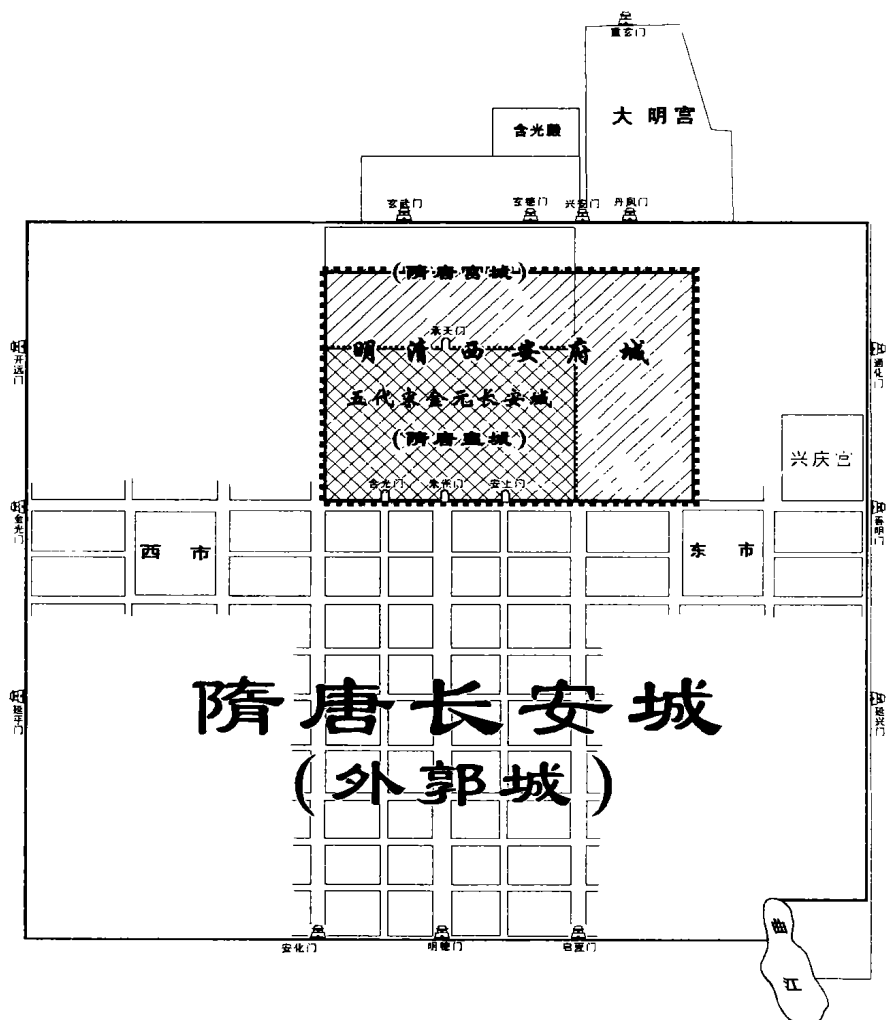 重玄门
大明宫
含光殿
玄武门
玄德门
兴安门
丹凤门
(隋唐宫城)
承天门
明清西安府城
开远门
通化门
五代宋金元长安城
(隋唐皇城)
兴庆宫
含光门
朱雀门
安上门
金光门
春明门
西市
东市
隋唐长安城
延平门
延兴门
(外郭城)
曲江
安化门
明德门
启夏门